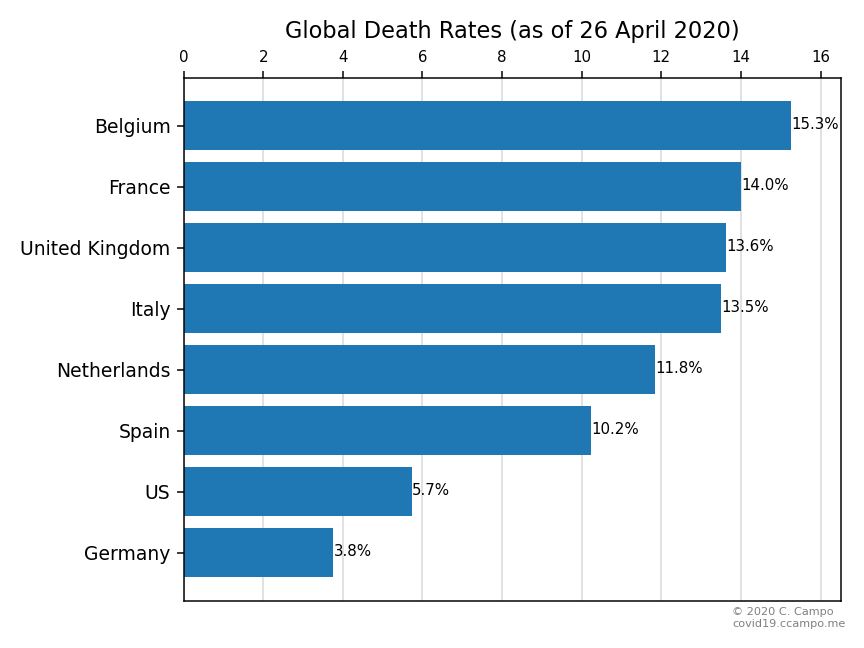 Global Death Rates (as of 26 April 2020)
0 2 4 6 8 10 12 14 16
Belgium 15.3%
France 14.0%
United Kingdom 13.6%
Italy 13.5%
Netherlands 11.8%
Spain 10.2%
US 5.7%
Germany 3.8%
© 2020 C. Campo
covid19.ccampo.me